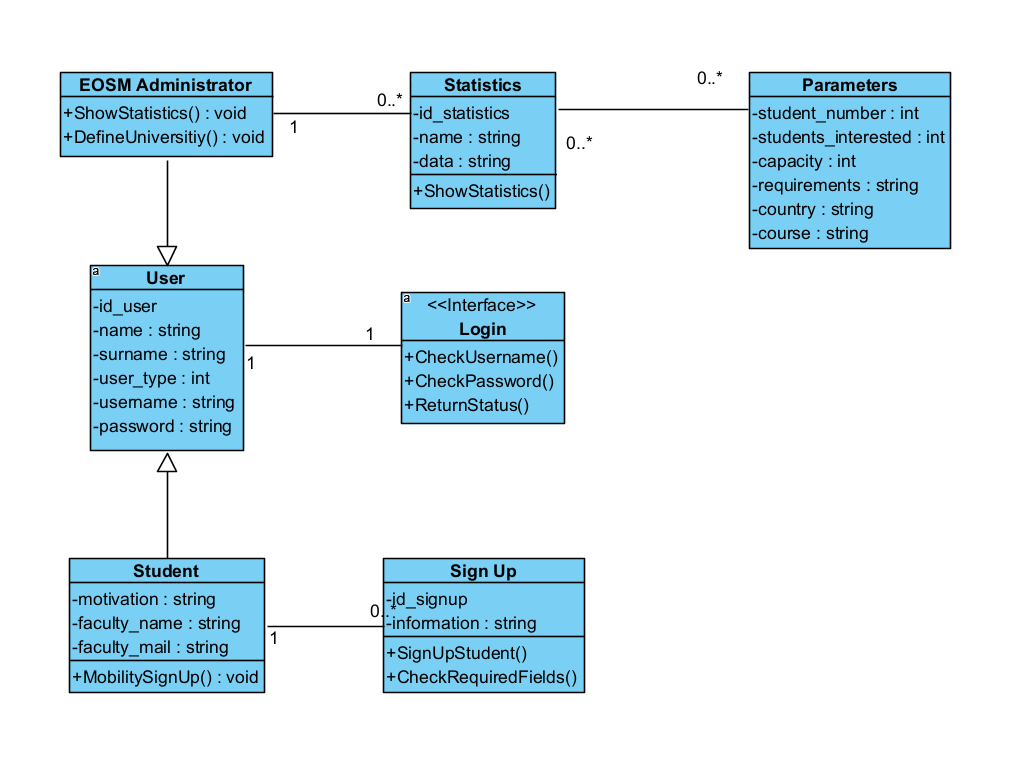 EOSM Administrator
+ShowStatistics() : void
+DefineUniversitiy() : void
1
0..*
Statistics
-id_statistics
-name : string
-data : string
+ShowStatistics()
0..*
0..*
Parameters
-student_number : int
-students_interested : int
-capacity : int
-requirements : string
-country : string
-course : string
a
User
-id_user
-name : string
-surname : string
-user_type : int
-username : string
-password : string
1
1
a
<<Interface>>
Login
+CheckUsername()
+CheckPassword()
+ReturnStatus()
Student
-motivation : string
-faculty_name : string
-faculty_mail : string
+MobilitySignUp() : void
1
0..*
Sign Up
-id_signup
-information : string
+SignUpStudent()
+CheckRequiredFields()